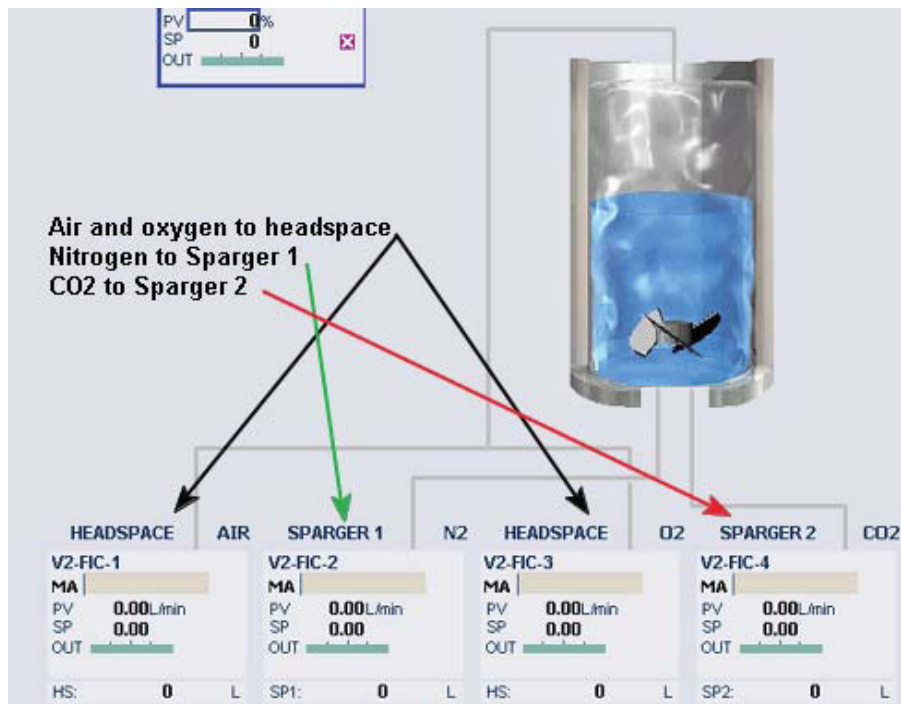 PV 0%
SP 0
OUT
Air and oxygen to headspace
Nitrogen to Sparger 1
CO2 to Sparger 2
HEADSPACE AIR SPARGER 1 N2 HEADSPACE O2 SPARGER 2 CO2
V2-FIC-1 V2-FIC-2 V2-FIC-3 V2-FIC-4
MA MA MA MA
PV 0.00L/min PV 0.00L/min PV 0.00L/min PV 0.00L/min
SP 0.00 SP 0.00 SP 0.00 SP 0.00
OUT OUT OUT OUT
HS: 0 L SP1: 0 L HS: 0 L SP2: 0 L